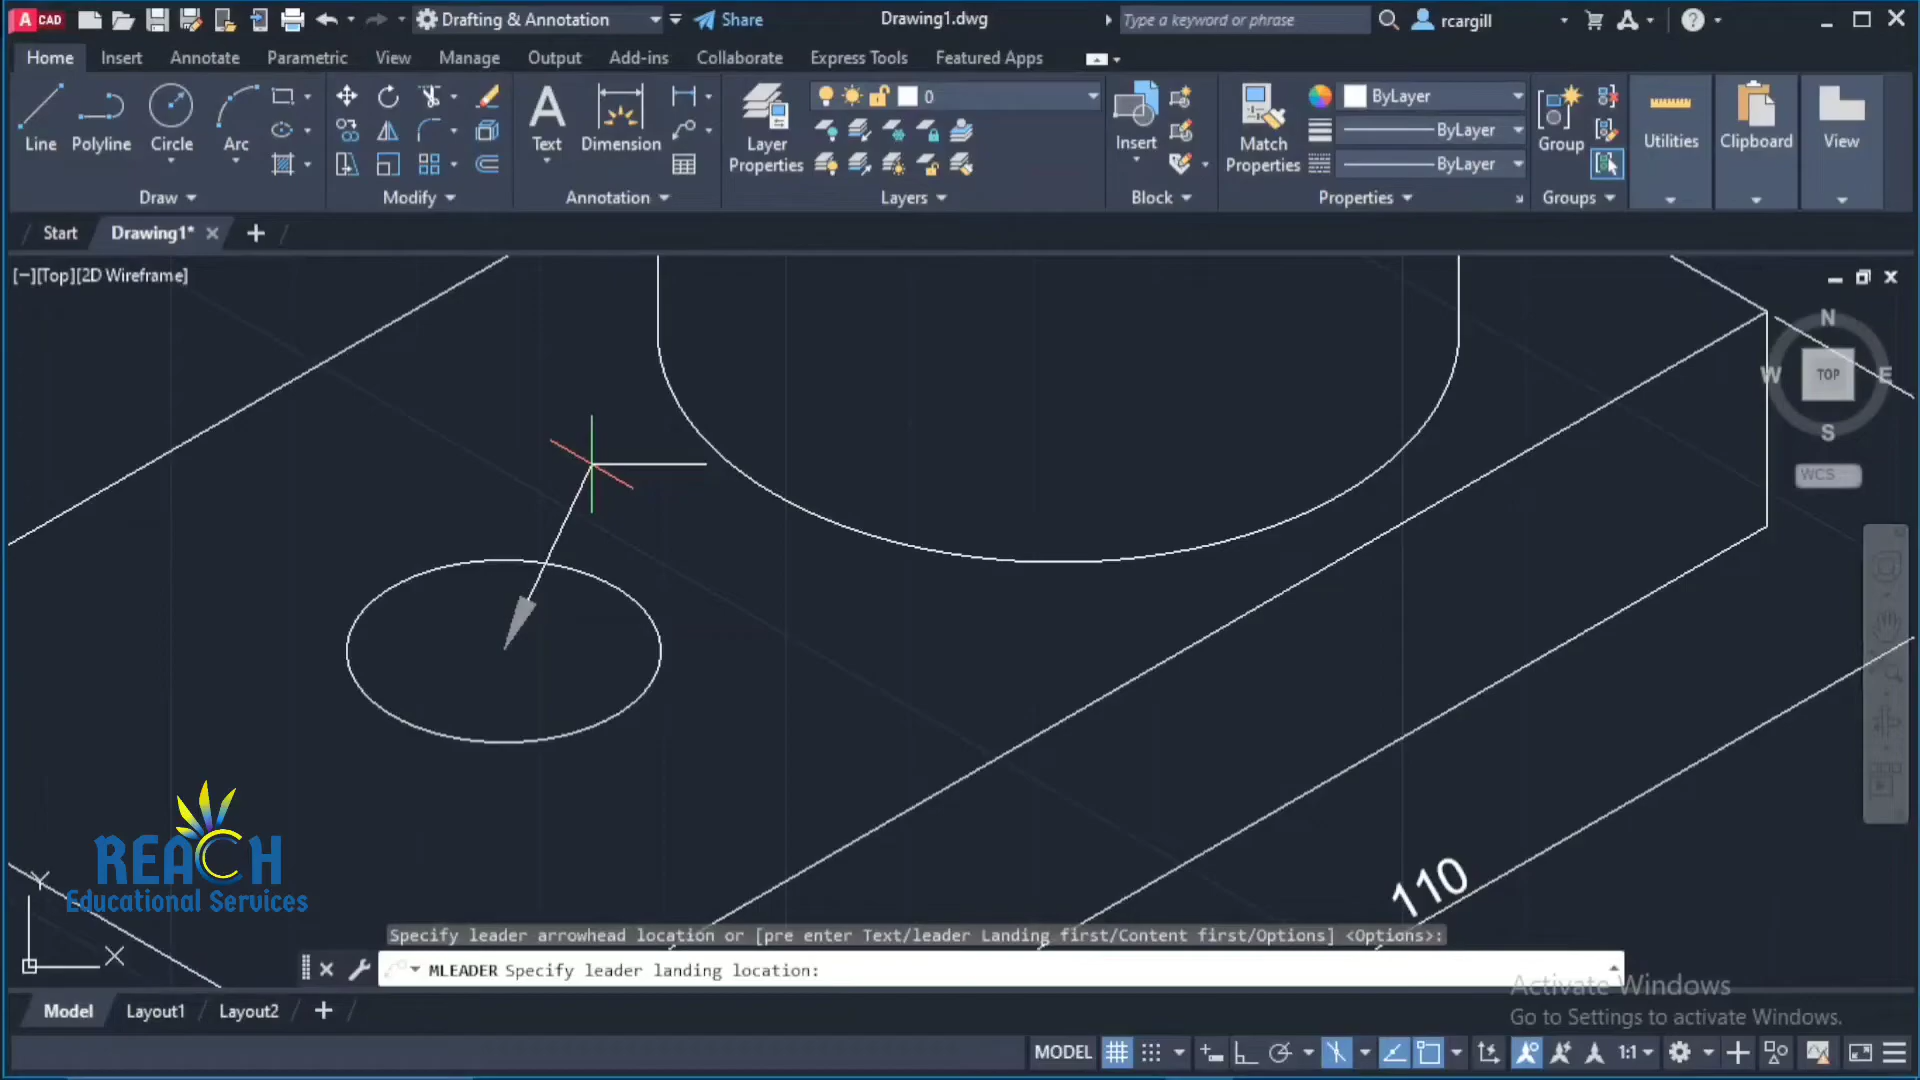 A CAD
Drafting & Annotation
Share
Drawing1.dwg
Type a keyword or phrase
rcargill
Home Insert Annotate Parametric View Manage Output Add-ins Collaborate Express Tools Featured Apps
0
ByLayer
ByLayer
ByLayer
Line Polyline Circle Arc
Text Dimension
Layer Properties
Insert
Match Properties
Group
Utilities Clipboard View
Draw Modify Annotation Layers Block Properties Groups
Start Drawing1* +
[−][Top][2D Wireframe]
N
W TOP E
S
WCS
110
REACH
Educational Services
Y
X
Specify leader arrowhead location or [pre enter Text/leader Landing first/Content first/Options] <Options>:
MLEADER Specify leader landing location:
Activate Windows
Go to Settings to activate Windows.
Model Layout1 Layout2 +
MODEL
1:1